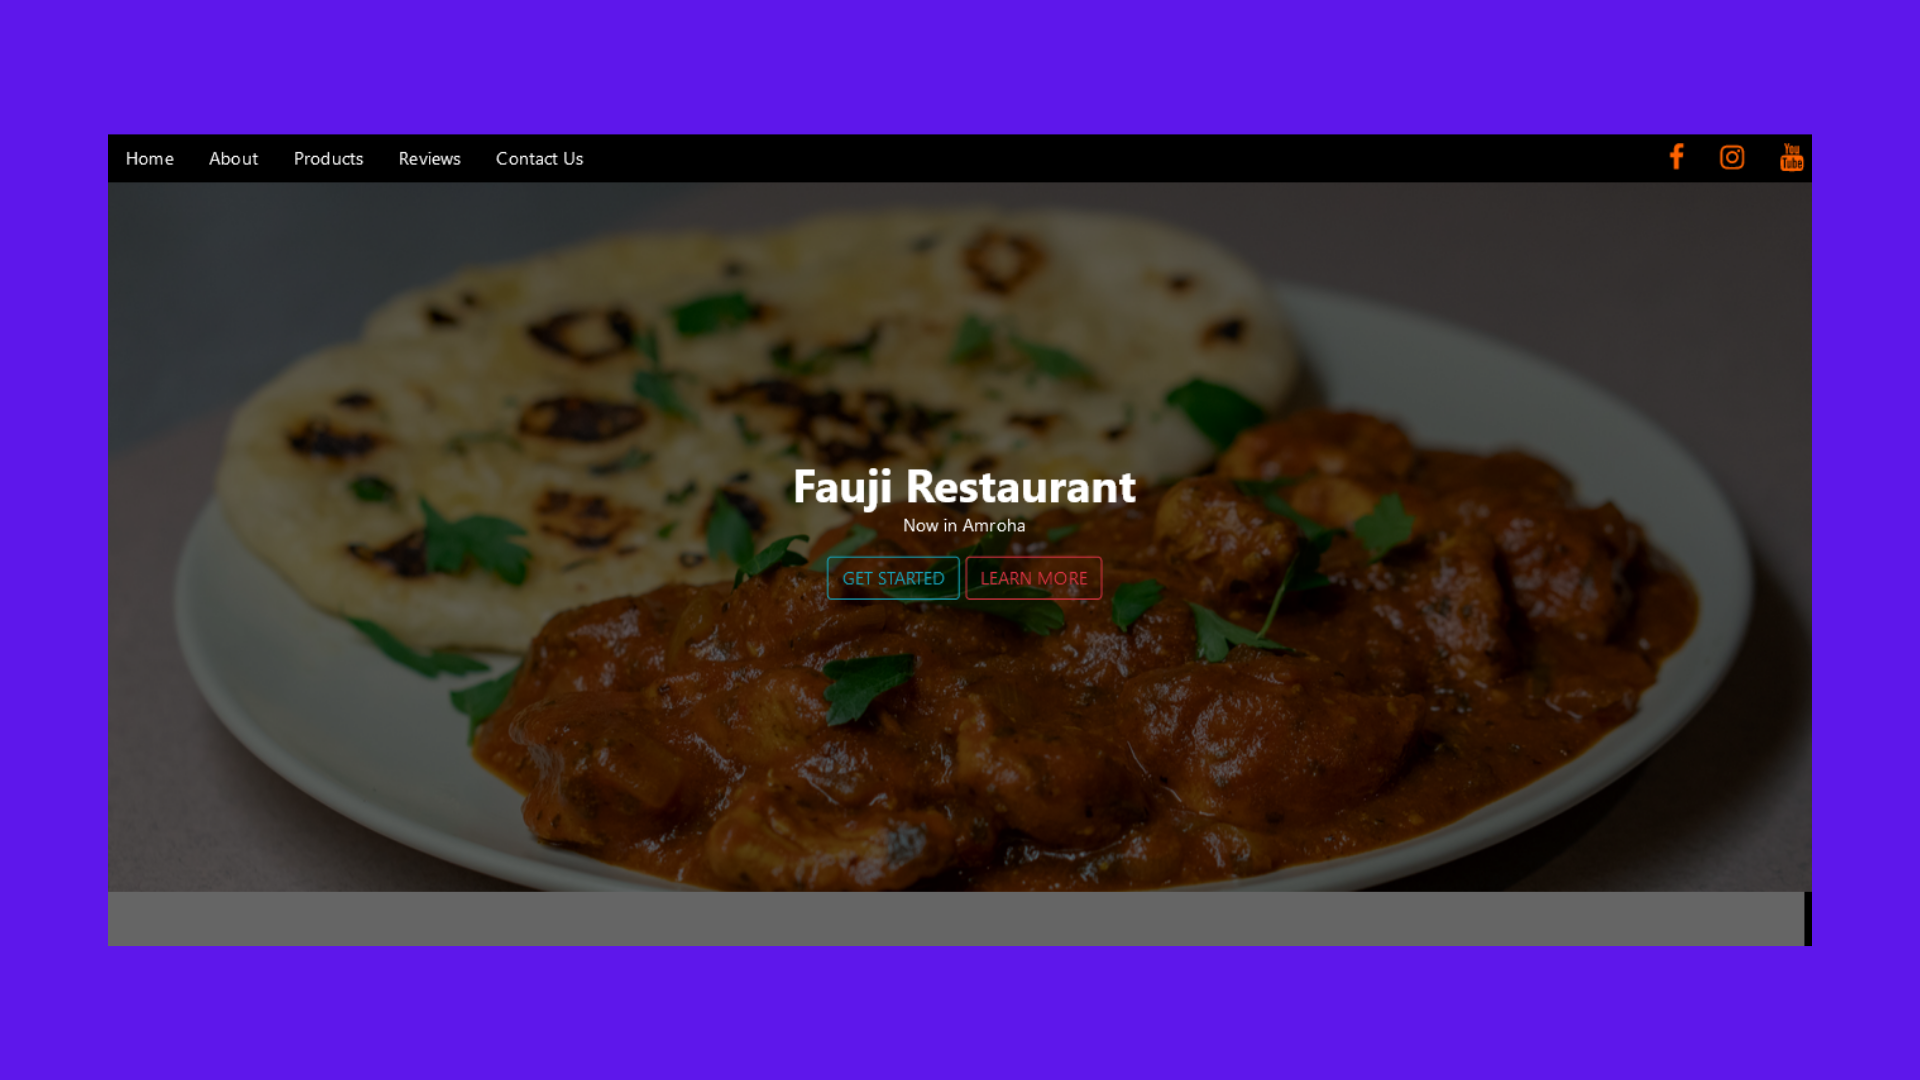 Home About Products Reviews Contact Us
You
Tube
Fauji Restaurant
Now in Amroha
GET STARTED LEARN MORE